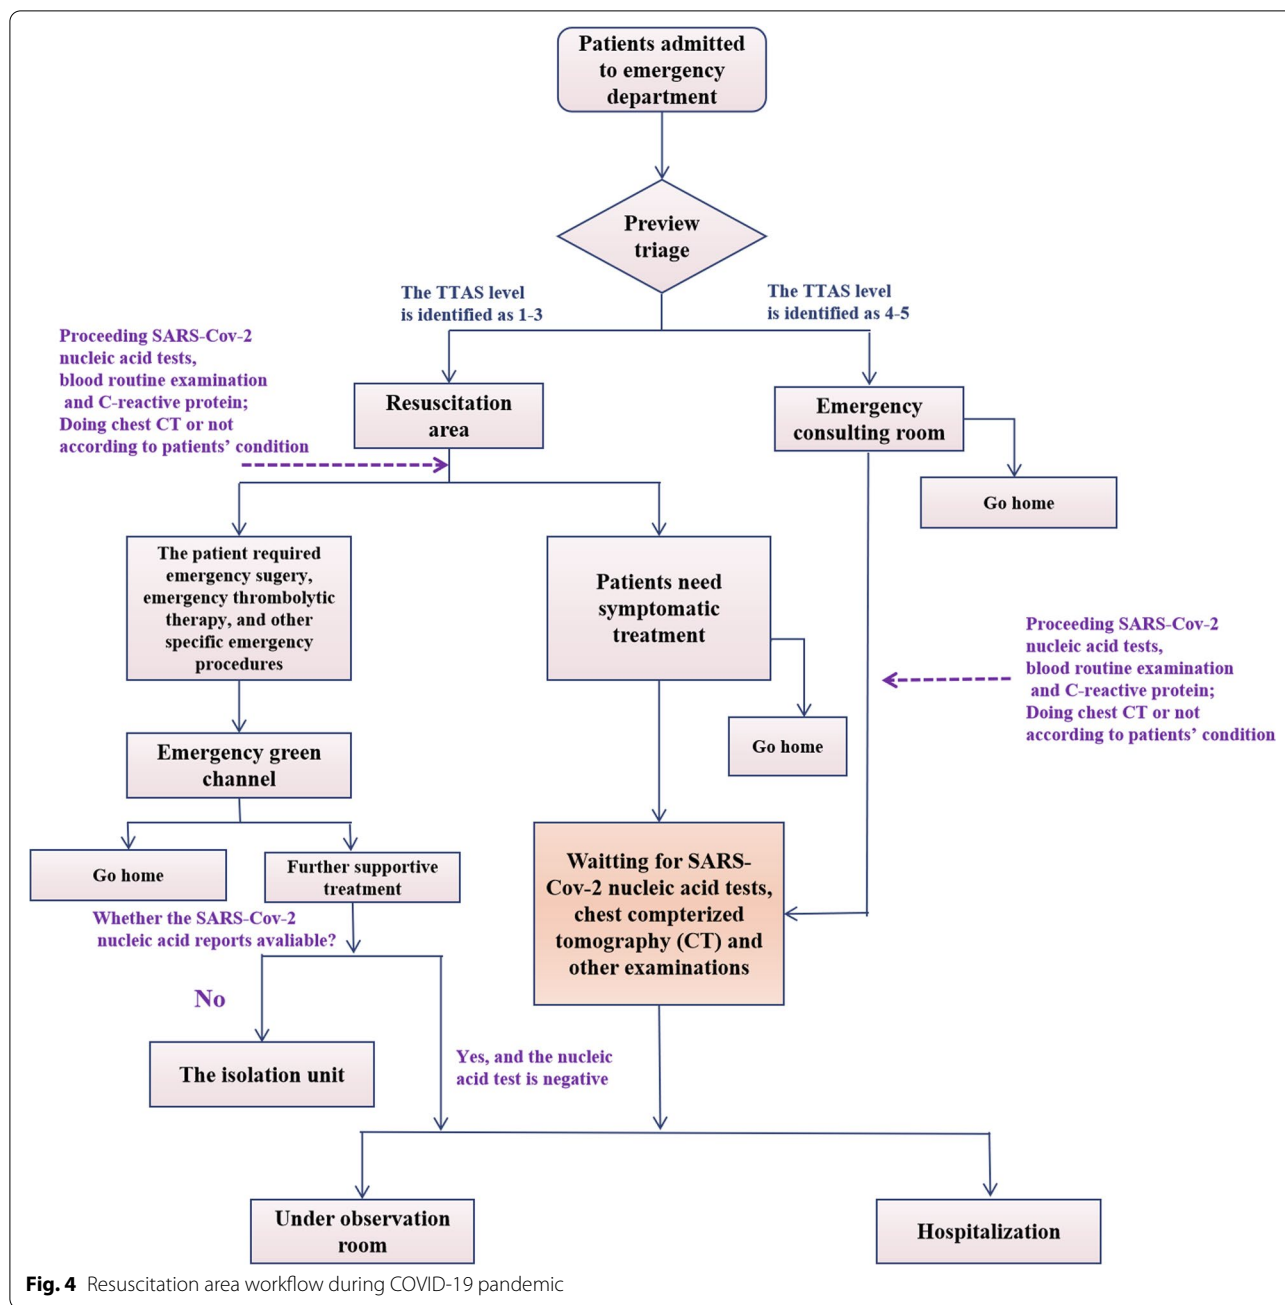 Patients admitted
to emergency
department
Preview
triage
The TTAS level
is identified as 1-3
The TTAS level
is identified as 4-5
Proceeding SARS-Cov-2
nucleic acid tests,
blood routine examination
and C-reactive protein;
Doing chest CT or not
according to patients’ condition
Resuscitation
area
Emergency
consulting room
Go home
The patient required
emergency sugery,
emergency thrombolytic
therapy, and other
specific emergency
procedures
Patients need
symptomatic
treatment
Proceeding SARS-Cov-2
nucleic acid tests,
blood routine examination
and C-reactive protein;
Doing chest CT or not
according to patients’ condition
Go home
Emergency green
channel
Go home
Further supportive
treatment
Waitting for SARS-
Cov-2 nucleic acid tests,
chest compterized
tomography (CT) and
other examinations
Whether the SARS-Cov-2
nucleic acid reports avaliable?
No
The isolation unit
Yes, and the nucleic
acid test is negative
Under observation
room
Hospitalization
Fig. 4 Resuscitation area workflow during COVID-19 pandemic